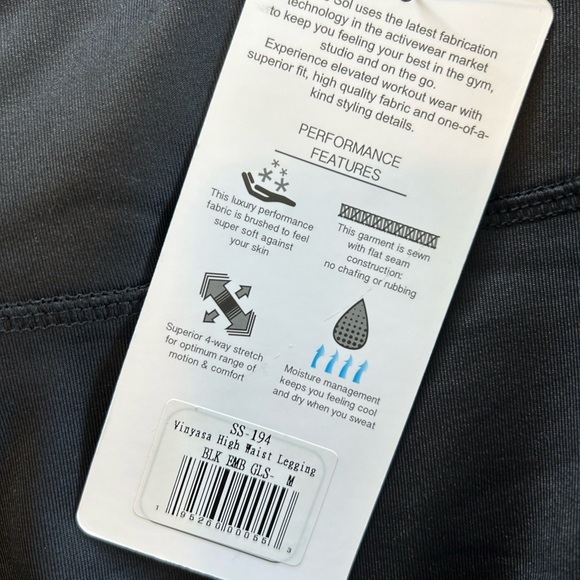 Sol uses the latest fabrication
technology in the activewear market
to keep you feeling your best in the gym,
studio and on the go.
Experience elevated workout wear with
superior fit, high quality fabric and one-of-a-
kind styling details.
PERFORMANCE
FEATURES
This luxury performance
fabric is brushed to feel
super soft against
your skin
This garment is sewn
with flat seam
construction:
no chafing or rubbing
Superior 4-way stretch
for optimum range of
motion & comfort
Moisture management
keeps you feeling cool
and dry when you sweat
SS-194
Vinyasa High Waist Legging
BLK EMB GLS- M
1 95260 00055 3